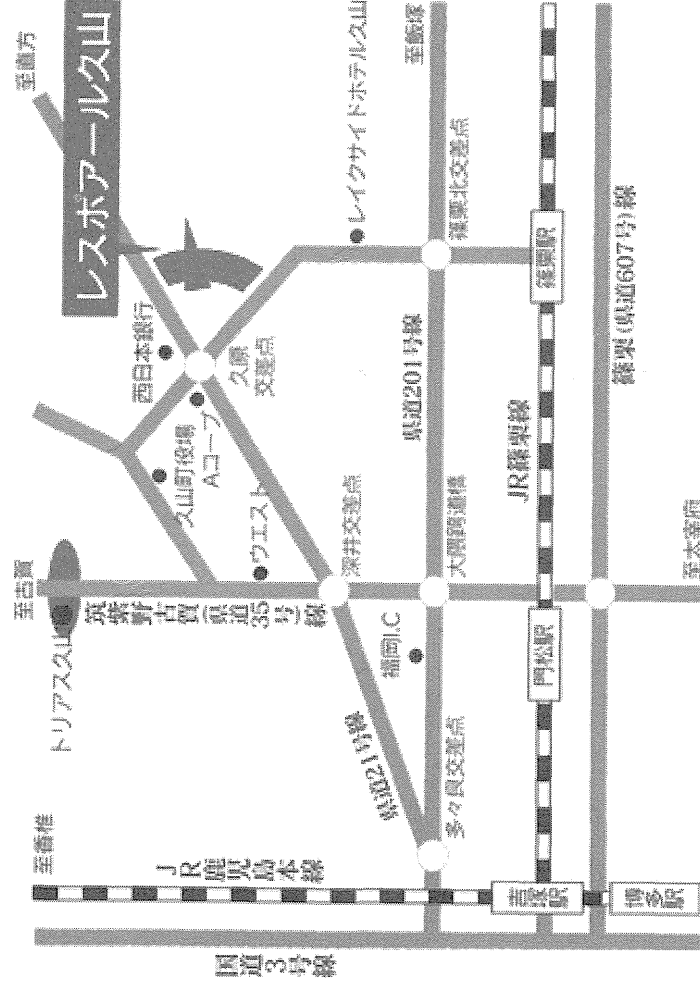 至香椎
トリアス久山
至古賀
至直方
レスポアール久山
筑紫野古賀(県道35号)線
西日本銀行
久山町役場
Aコープ
JR鹿児島本線
国道3号線
ウエスト
久原
交差点
深井交差点
レイクサイドホテル久山
県道21号線
福岡I.C
県道201号線
至飯塚
多々良交差点
大隈跨道橋
篠栗北交差点
JR篠栗線
吉塚駅
門松駅
篠栗駅
博多駅
篠栗(県道607号)線
至太宰府